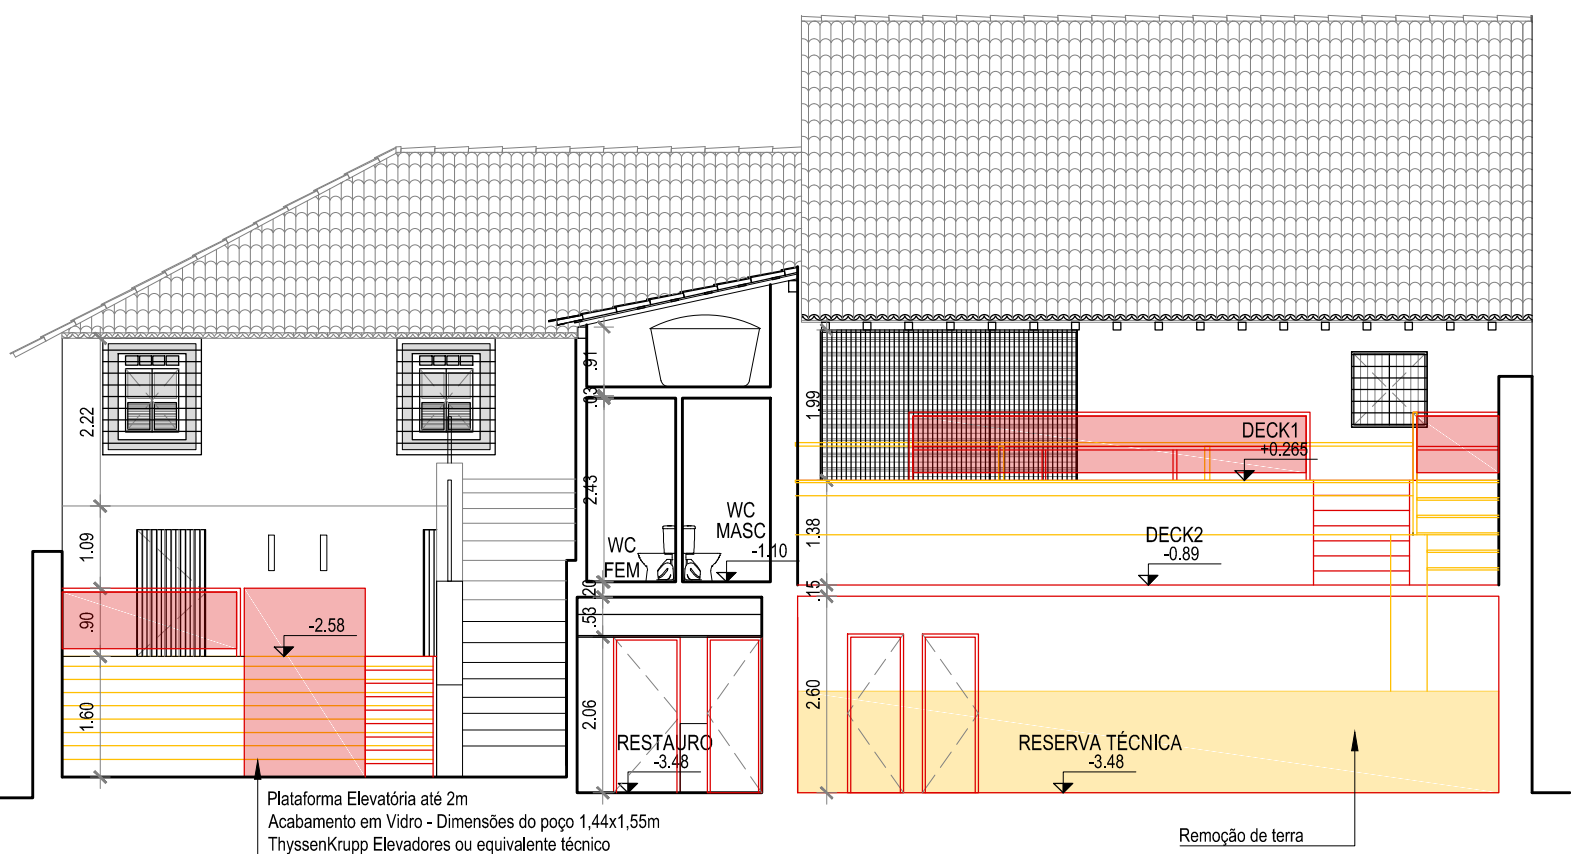 2.22
1.09
.90
1.60
-2.58
.91
.03
2.43
.20
.53
2.06
WC
FEM
WC
MASC
-1.10
RESTAURO
-3.48
1.99
1.38
.15
2.60
DECK1
+0.265
DECK2
-0.89
RESERVA TÉCNICA
-3.48
Plataforma Elevatória até 2m
Acabamento em Vidro - Dimensões do poço 1,44x1,55m
ThyssenKrupp Elevadores ou equivalente técnico
Remoção de terra